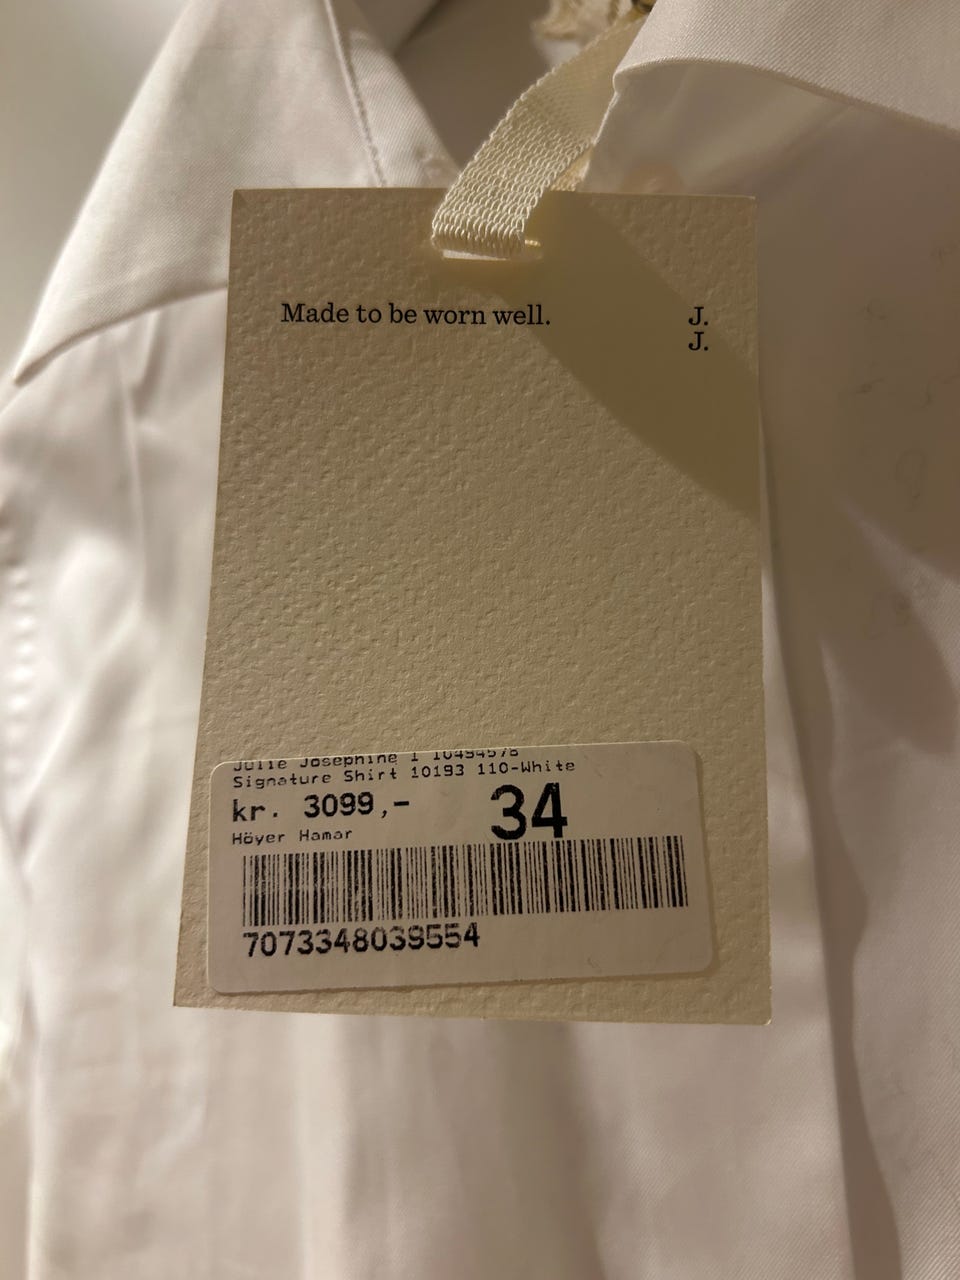 Made to be worn well.
J.
J.
Julie Josephine 1 10494578
Signature Shirt 10193 110-White
kr. 3099,-
34
Höyer Hamar
7073348039554